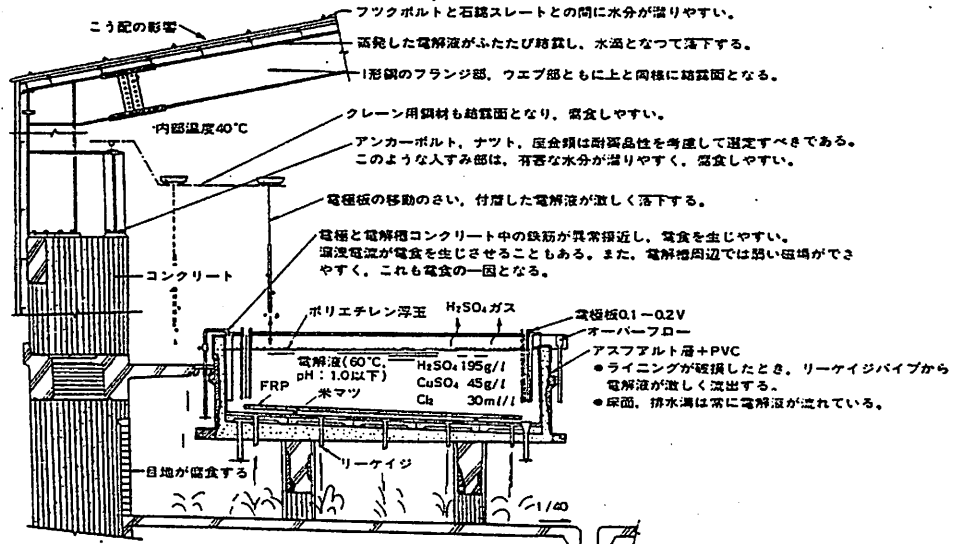 フツクボルトと石綿スレートとの間に水分が溜りやすい。
こう配の影響
蒸発した電解液がふたたび結露し、水滴となつて落下する。
I形鋼のフランジ部、ウエブ部ともに上と同様に結露面となる。
クレーン用鋼材も結露面となり、腐食しやすい。
内部温度40℃
アンカーボルト、ナツト、座金類は耐薬品性を考慮して選定すべきである。
このような入すみ部は、有害な水分が溜りやすく、腐食しやすい。
電極板の移動のさい、付着した電解液が激しく落下する。
電極と電解槽コンクリート中の鉄筋が異常接近し、電食を生じやすい。
漏洩電流が電食を生じさせることもある。また、電解槽周辺では弱い磁場ができ
やすく、これも電食の一因となる。
コンクリート
ポリエチレン浮玉
H₂SO₄ガス
電極板0.1〜0.2V
オーバーフロー
アスファルト層+PVC
●ライニングが破損したとき、リーケイジパイプから
電解液が激しく流出する。
●床面、排水溝は常に電解液が流れている。
電解液(60℃、
pH:1.0以下)
H₂SO₄ 195g/l
CuSO₄ 45g/l
Cl₂ 30ml/l
FRP
米マツ
リーケイジ
目地が腐食する
1/40